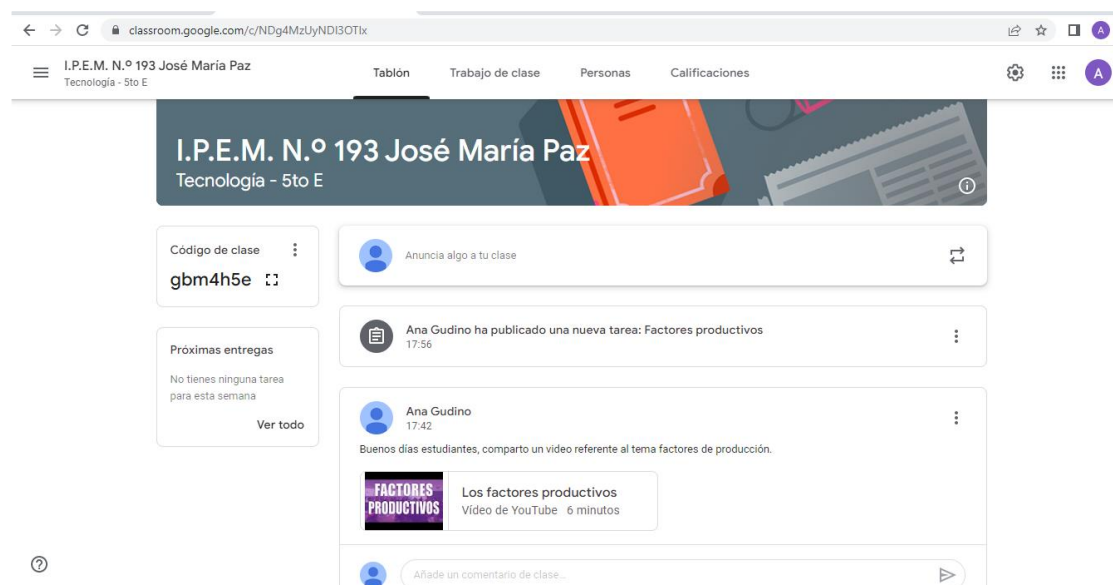 classroom.google.com/c/NDg4MzUyNDI3OTIx
A
I.P.E.M. N.º 193 José María Paz
Tecnología - 5to E
Tablón
Trabajo de clase
Personas
Calificaciones
A
I.P.E.M. N.º 193 José María Paz
Tecnología - 5to E
Código de clase
gbm4h5e
Próximas entregas
No tienes ninguna tarea
para esta semana
Ver todo
Anuncia algo a tu clase
Ana Gudino ha publicado una nueva tarea: Factores productivos
17:56
Ana Gudino
17:42
Buenos días estudiantes, comparto un video referente al tema factores de producción.
FACTORES
PRODUCTIVOS
Los factores productivos
Vídeo de YouTube 6 minutos
Añade un comentario de clase...